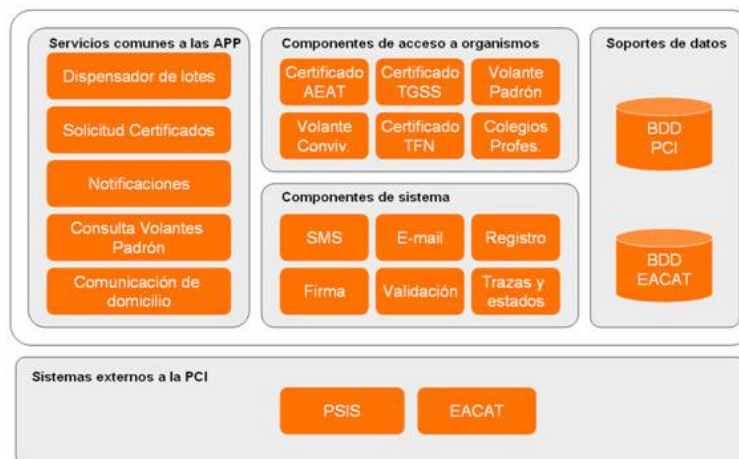 Servicios comunes a las APP
Dispensador de lotes
Solicitud Certificados
Notificaciones
Consulta Volantes
Padrón
Comunicación de
domicilio
Componentes de acceso a organismos
Certificado
AEAT
Certificado
TGSS
Volante
Padrón
Volante
Conviv.
Certificado
TFN
Colegios
Profes.
Componentes de sistema
SMS
E-mail
Registro
Firma
Validación
Trazas y
estados
Soportes de datos
BDD
PCI
BDD
EACAT
Sistemas externos a la PCI
PSIS
EACAT